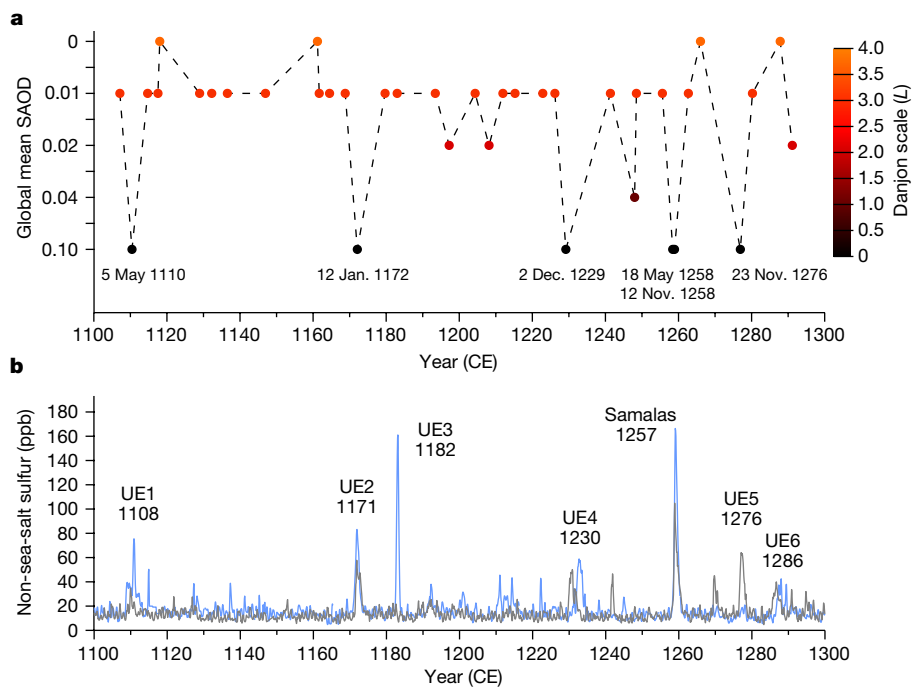 a
0
0.01
0.02
0.04
0.10
Global mean SAOD
5 May 1110
12 Jan. 1172
2 Dec. 1229
18 May 1258
12 Nov. 1258
23 Nov. 1276
1100 1120 1140 1160 1180 1200 1220 1240 1260 1280 1300
Year (CE)
4.0
3.5
3.0
2.5
2.0
1.5
1.0
0.5
0
Danjon scale (L)
b
180
160
140
120
100
80
60
40
20
0
Non-sea-salt sulfur (ppb)
UE1
1108
UE2
1171
UE3
1182
UE4
1230
Samalas
1257
UE5
1276
UE6
1286
1100 1120 1140 1160 1180 1200 1220 1240 1260 1280 1300
Year (CE)